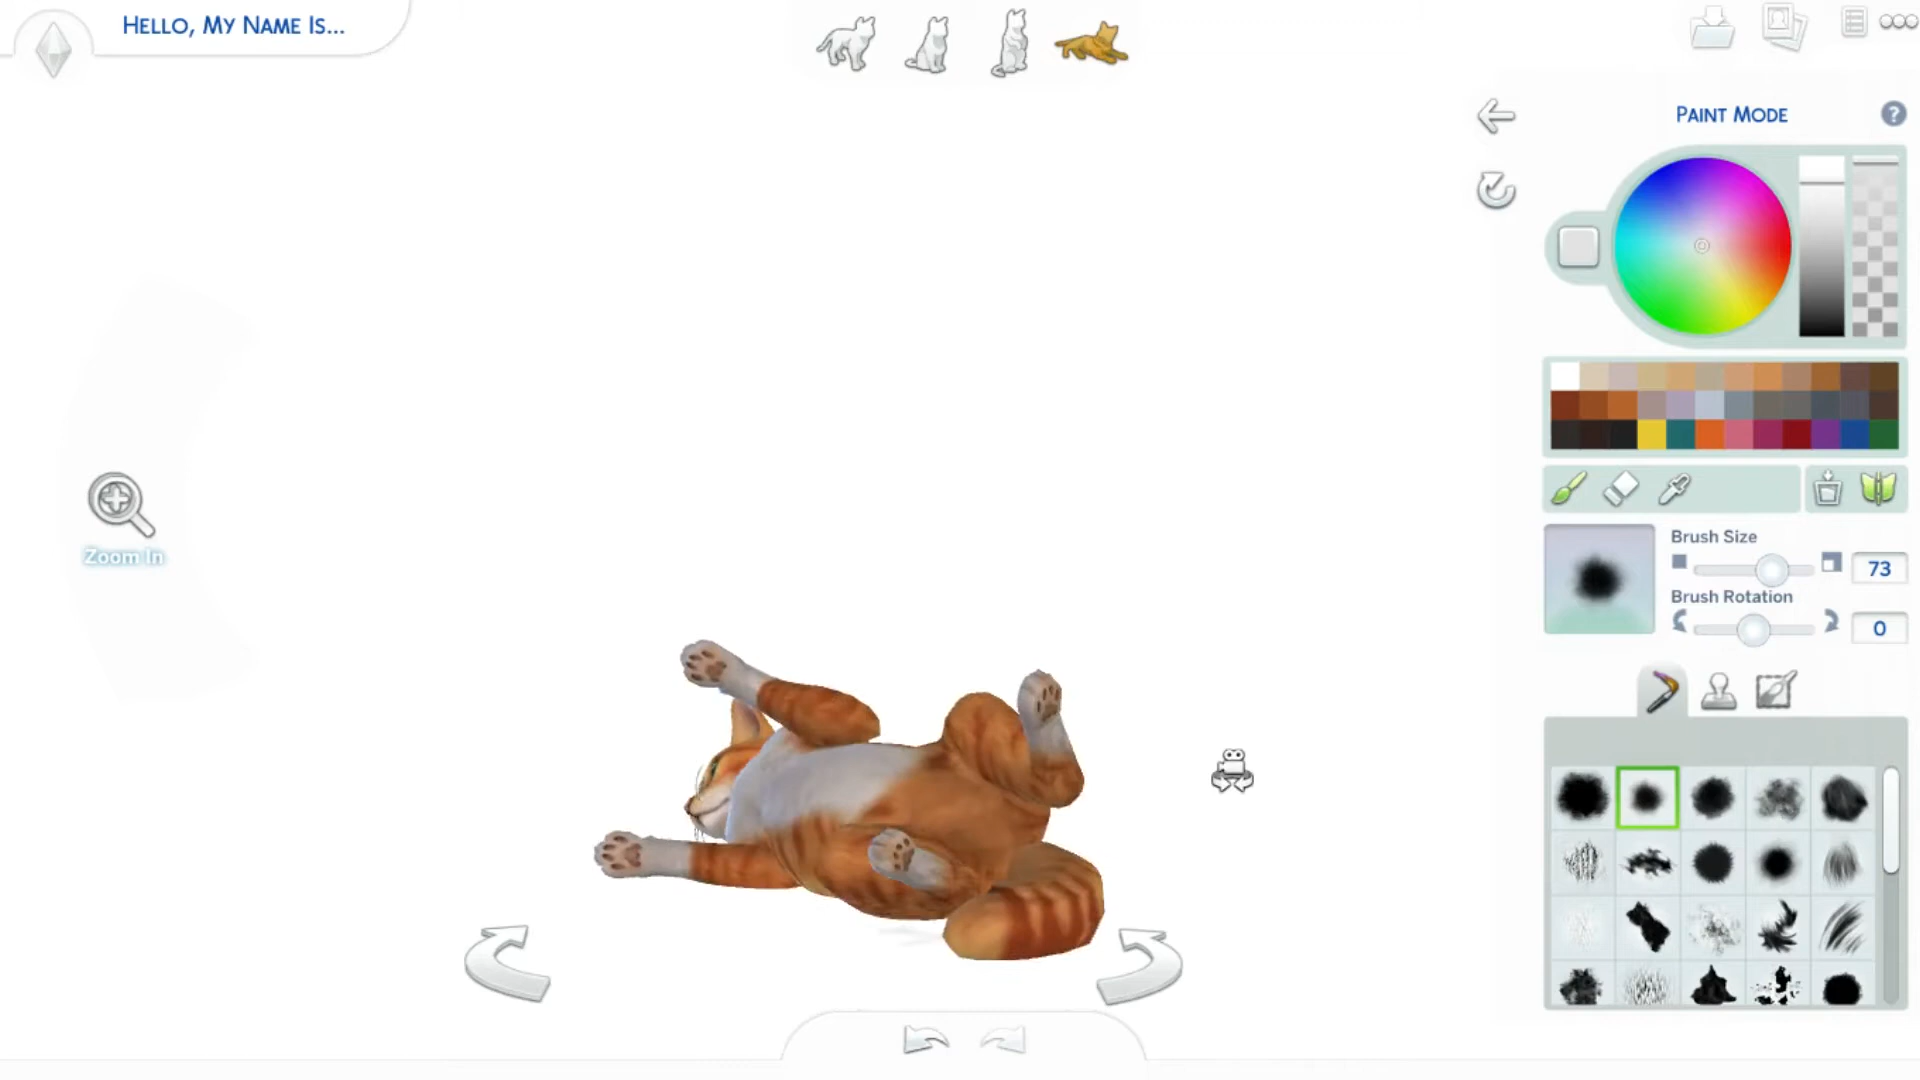 Hello, My Name Is...
Paint Mode
?
Zoom In
Brush Size
73
Brush Rotation
0